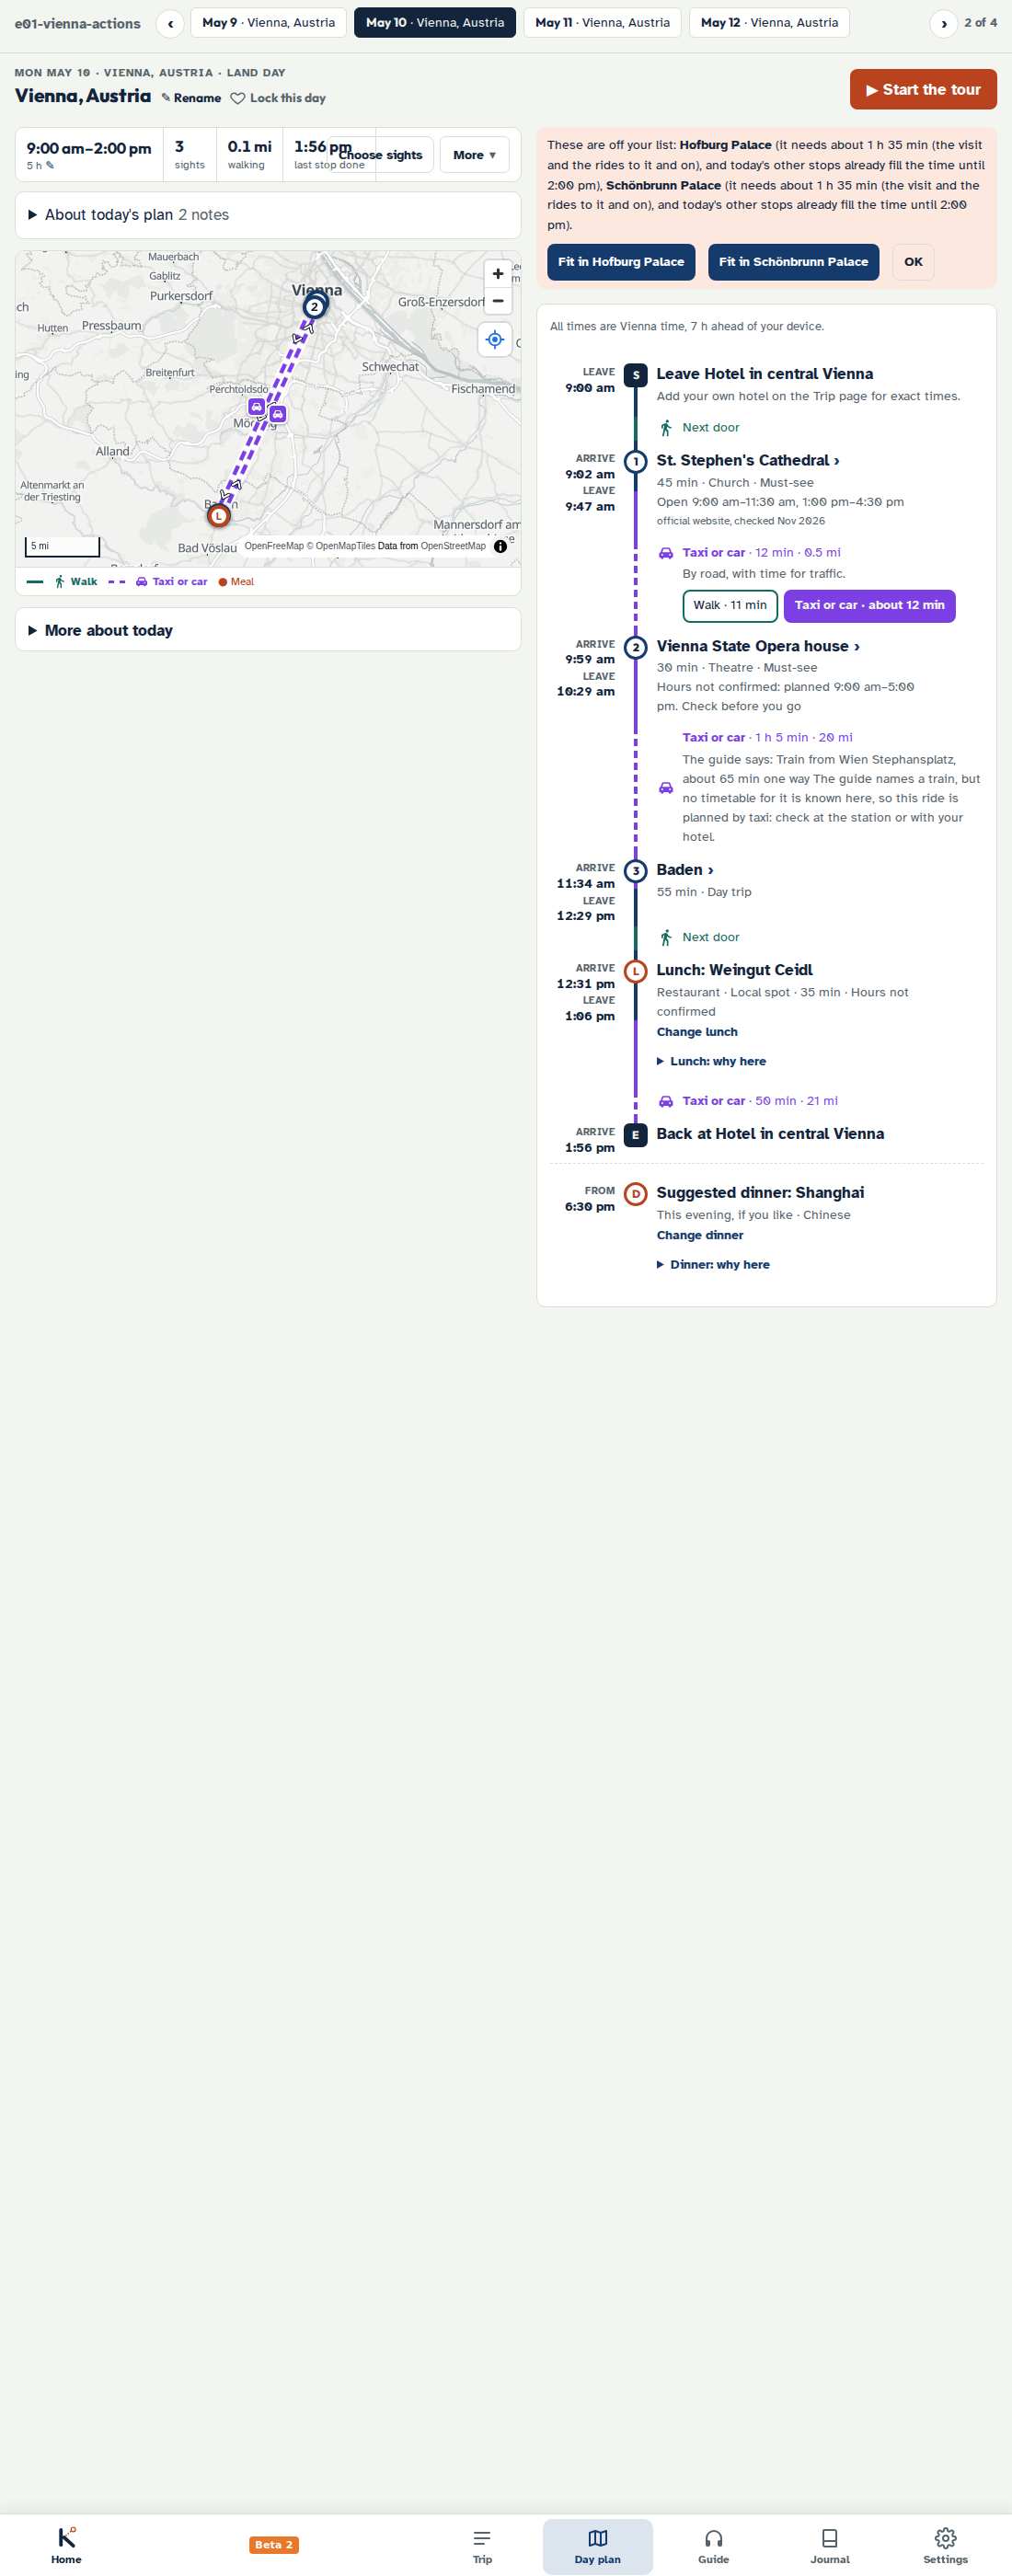 e01-vienna-actions
‹
May 9 · Vienna, Austria
May 10 · Vienna, Austria
May 11 · Vienna, Austria
May 12 · Vienna, Austria
›
2 of 4
MON MAY 10 · VIENNA, AUSTRIA · LAND DAY
Vienna, Austria ✎ Rename Lock this day
▶ Start the tour
9:00 am–2:00 pm
5 h ✎
3
sights
0.1 mi
walking
1:56 pm
last stop done
Choose sights
More ▾
▶ About today's plan 2 notes
Mauerbach
Gablitz
Purkersdorf
Vienna
Groß-Enzersdorf
Hutten
Pressbaum
Breitenfurt
Schwechat
Fischamend
Perchtoldsdo
Alland
Altenmarkt an
der Triesting
Mannersdorf am
Bad Vöslau
2
L
+
−
5 mi
OpenFreeMap © OpenMapTiles Data from OpenStreetMap
Walk
Taxi or car
Meal
▶ More about today
These are off your list: Hofburg Palace (it needs about 1 h 35 min (the visit
and the rides to it and on), and today's other stops already fill the time until
2:00 pm), Schönbrunn Palace (it needs about 1 h 35 min (the visit and the
rides to it and on), and today's other stops already fill the time until 2:00
pm).
Fit in Hofburg Palace
Fit in Schönbrunn Palace
OK
All times are Vienna time, 7 h ahead of your device.
LEAVE
9:00 am
S
Leave Hotel in central Vienna
Add your own hotel on the Trip page for exact times.
Next door
ARRIVE
9:02 am
LEAVE
9:47 am
1
St. Stephen's Cathedral ›
45 min · Church · Must-see
Open 9:00 am–11:30 am, 1:00 pm–4:30 pm
official website, checked Nov 2026
Taxi or car · 12 min · 0.5 mi
By road, with time for traffic.
Walk · 11 min
Taxi or car · about 12 min
ARRIVE
9:59 am
LEAVE
10:29 am
2
Vienna State Opera house ›
30 min · Theatre · Must-see
Hours not confirmed: planned 9:00 am–5:00
pm. Check before you go
Taxi or car · 1 h 5 min · 20 mi
The guide says: Train from Wien Stephansplatz,
about 65 min one way The guide names a train, but
no timetable for it is known here, so this ride is
planned by taxi: check at the station or with your
hotel.
ARRIVE
11:34 am
LEAVE
12:29 pm
3
Baden ›
55 min · Day trip
Next door
ARRIVE
12:31 pm
LEAVE
1:06 pm
L
Lunch: Weingut Ceidl
Restaurant · Local spot · 35 min · Hours not
confirmed
Change lunch
▶ Lunch: why here
Taxi or car · 50 min · 21 mi
ARRIVE
1:56 pm
E
Back at Hotel in central Vienna
FROM
6:30 pm
D
Suggested dinner: Shanghai
This evening, if you like · Chinese
Change dinner
▶ Dinner: why here
Home
Beta 2
Trip
Day plan
Guide
Journal
Settings